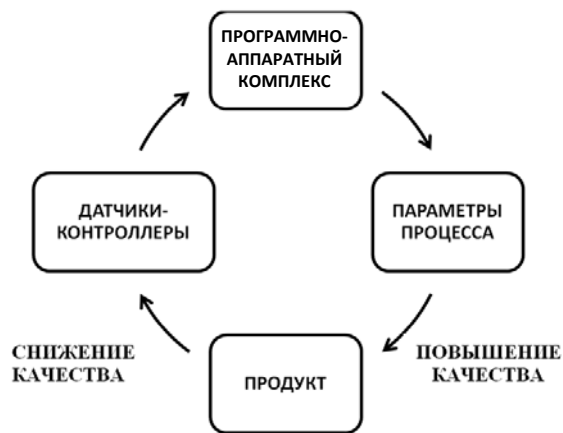 ПРОГРАММНО-
АППАРАТНЫЙ
КОМПЛЕКС
ДАТЧИКИ-
КОНТРОЛЛЕРЫ
ПАРАМЕТРЫ
ПРОЦЕССА
СНИЖЕНИЕ
КАЧЕСТВА
ПРОДУКТ
ПОВЫШЕНИЕ
КАЧЕСТВА